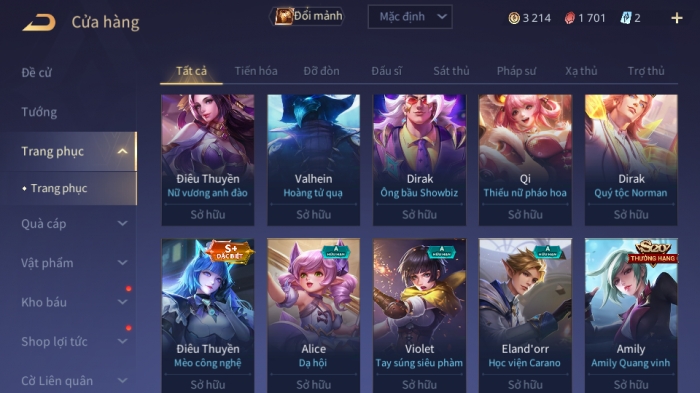 Cửa hàng
Đổi mảnh
Mặc định
3 214
1 701
2
Đề cử
Tướng
Trang phục
Trang phục
Quà cáp
Vật phẩm
Kho báu
Shop lợi tức
Cờ Liên quân
Tất cả
Tiến hóa
Đỡ đòn
Đấu sĩ
Sát thủ
Pháp sư
Xạ thủ
Trợ thủ
Điêu Thuyền
Nữ vương anh đào
Sở hữu
Valhein
Hoàng tử quạ
Sở hữu
Dirak
Ông bầu Showbiz
Sở hữu
Qi
Thiếu nữ pháo hoa
Sở hữu
Dirak
Quý tộc Norman
Sở hữu
S+
ĐẶC BIỆT
Điêu Thuyền
Mèo công nghệ
Sở hữu
A
HỮU HẠN
Alice
Dạ hội
Sở hữu
A
HỮU HẠN
Violet
Tay súng siêu phàm
Sở hữu
A
HỮU HẠN
Eland'orr
Học viện Carano
Sở hữu
S20
THƯỞNG HẠNG
Amily
Amily Quang vinh
Sở hữu